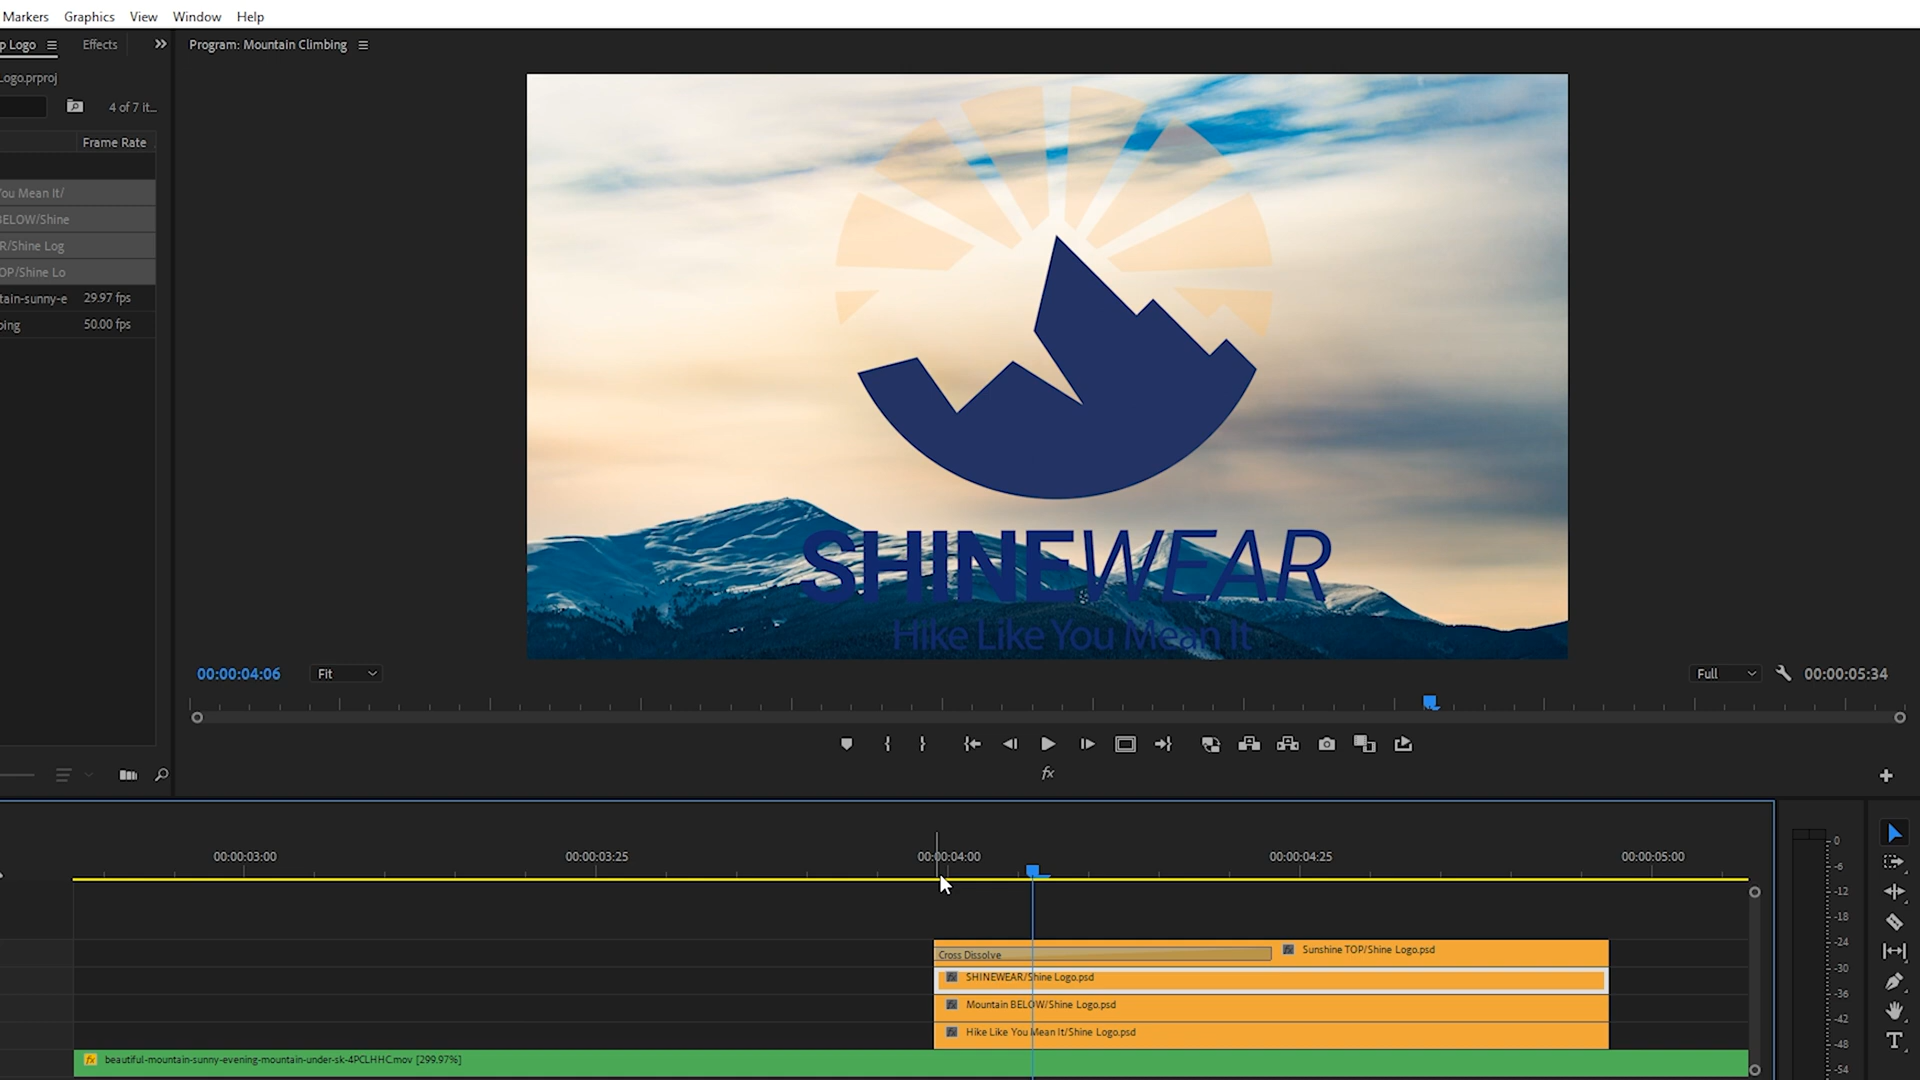 Markers Graphics View Window Help
p Logo Effects
Program: Mountain Climbing
Logo.prproj
4 of 7 it...
Frame Rate
You Mean It/
BELOW/Shine
R/Shine Log
OP/Shine Lo
tain-sunny-e 29.97 fps
bing 50.00 fps
SHINEWEAR
Hike Like You Mean It
00:00:04:06 Fit Full 00:00:05:34
fx
00:00:03:00 00:00:03:25 00:00:04:00 00:00:04:25 00:00:05:00
Cross Dissolve fx Sunshine TOP/Shine Logo.psd
fx SHINEWEAR/Shine Logo.psd
fx Mountain BELOW/Shine Logo.psd
fx Hike Like You Mean It/Shine Logo.psd
fx beautiful-mountain-sunny-evening-mountain-under-sk-4PCLHHC.mov [299.97%]
0
-6
-12
-18
-24
-30
-36
-42
-48
-54
T